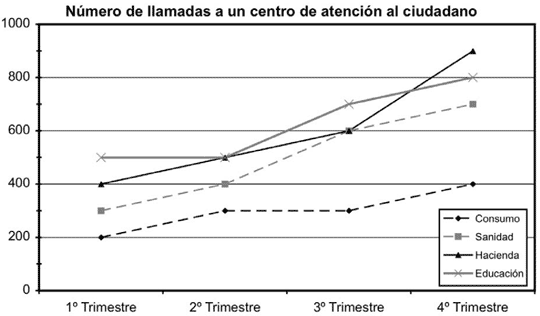 Número de llamadas a un centro de atención al ciudadano
1000
800
600
400
200
0
1º Trimestre 2º Trimestre 3º Trimestre 4º Trimestre
Consumo
Sanidad
Hacienda
Educación